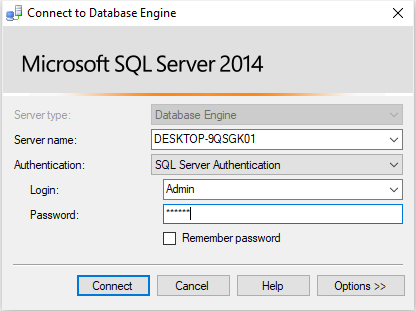 Connect to Database Engine
Microsoft SQL Server 2014
Server type: Database Engine
Server name: DESKTOP-9QSGK01
Authentication: SQL Server Authentication
Login: Admin
Password: ******
Remember password
Connect Cancel Help Options >>